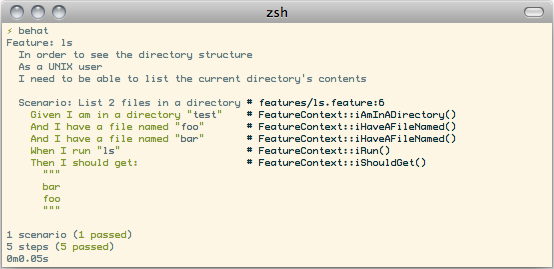 zsh
⚡ behat
Feature: ls
  In order to see the directory structure
  As a UNIX user
  I need to be able to list the current directory's contents

  Scenario: List 2 files in a directory # features/ls.feature:6
    Given I am in a directory "test"    # FeatureContext::iAmInADirectory()
    And I have a file named "foo"       # FeatureContext::iHaveAFileNamed()
    And I have a file named "bar"       # FeatureContext::iHaveAFileNamed()
    When I run "ls"                     # FeatureContext::iRun()
    Then I should get:                  # FeatureContext::iShouldGet()
      """
      bar
      foo
      """

1 scenario (1 passed)
5 steps (5 passed)
0m0.05s